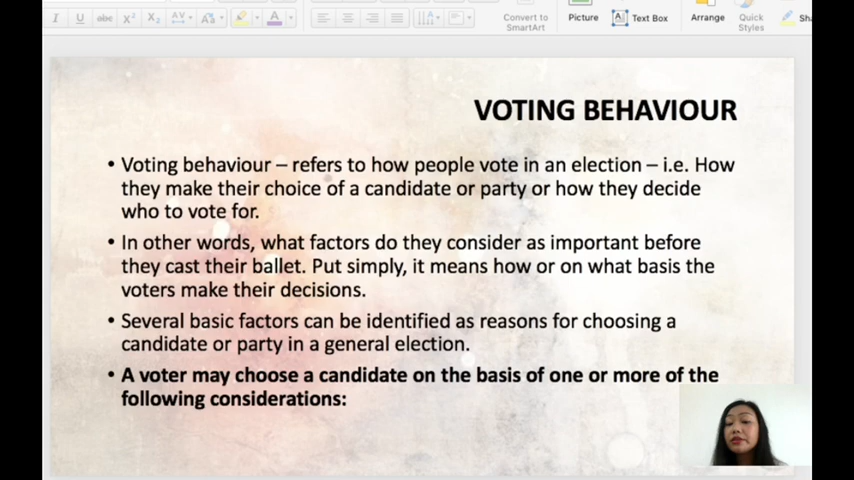 I U abc X² X₂ AV Aa A
Convert to
SmartArt
Picture
Text Box
Arrange
Quick
Styles
VOTING BEHAVIOUR
• Voting behaviour – refers to how people vote in an election – i.e. How
they make their choice of a candidate or party or how they decide
who to vote for.
• In other words, what factors do they consider as important before
they cast their ballet. Put simply, it means how or on what basis the
voters make their decisions.
• Several basic factors can be identified as reasons for choosing a
candidate or party in a general election.
• A voter may choose a candidate on the basis of one or more of the
following considerations: